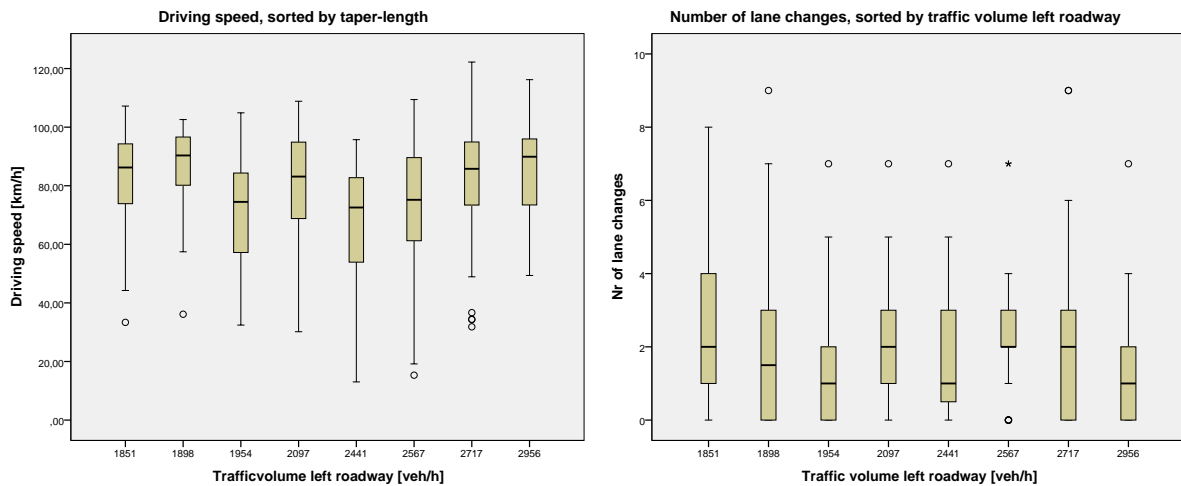 Driving speed, sorted by taper-length
120,00
100,00
80,00
60,00
40,00
20,00
,00
Driving speed [km/h]
1851 1898 1954 2097 2441 2567 2717 2956
Trafficvolume left roadway [veh/h]
Number of lane changes, sorted by traffic volume left roadway
10
8
6
4
2
0
Nr of lane changes
1851 1898 1954 2097 2441 2567 2717 2956
Traffic volume left roadway [veh/h]